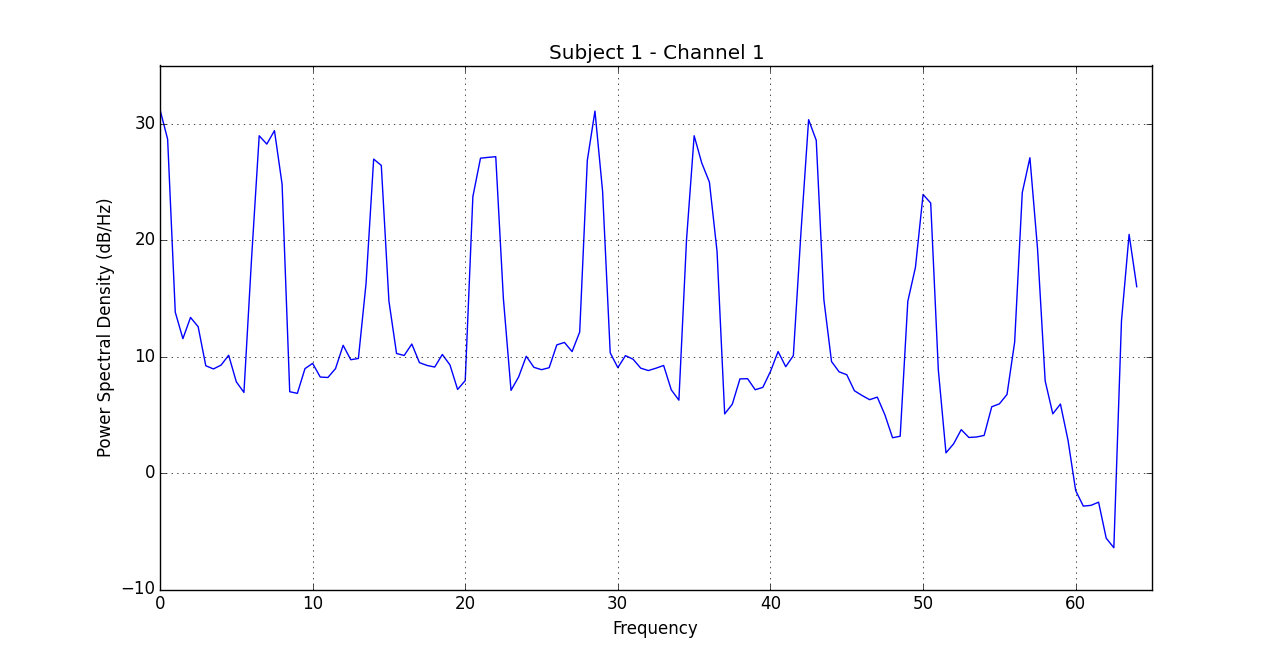 Subject 1 - Channel 1
Power Spectral Density (dB/Hz)
30
20
10
0
−10
0 10 20 30 40 50 60
Frequency